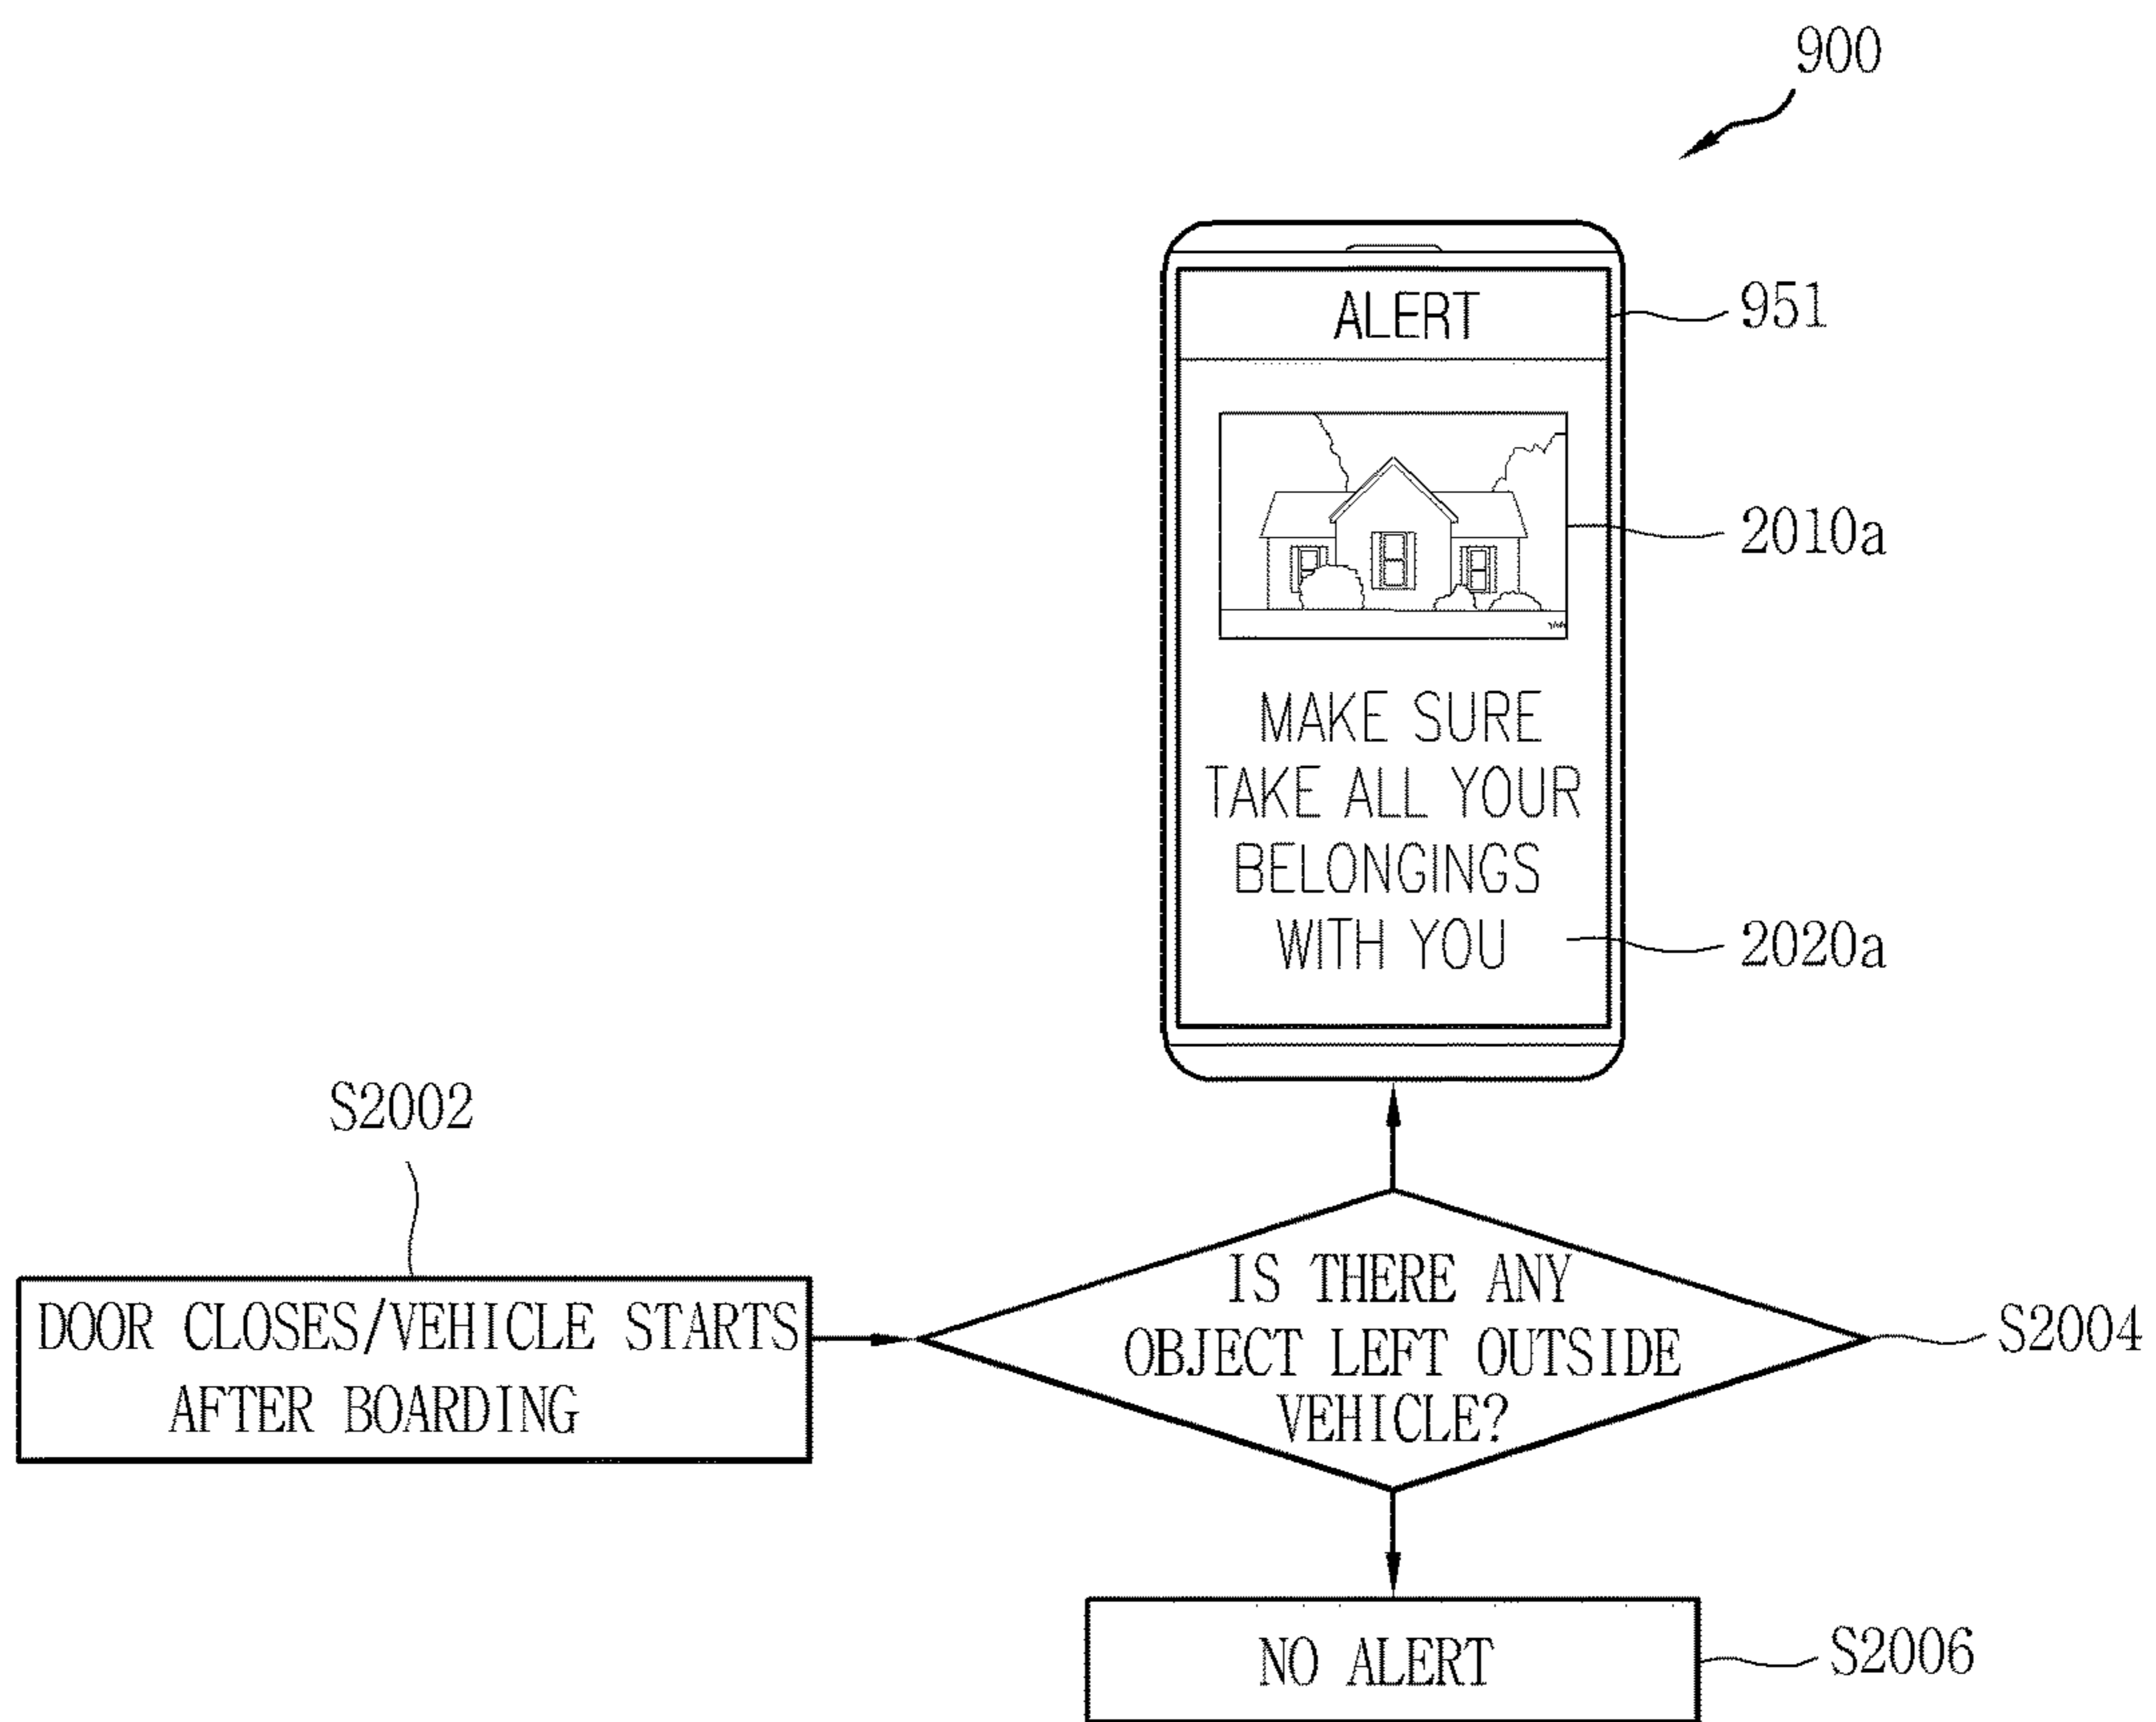 900
ALERT
951
2010a
MAKE SURE
TAKE ALL YOUR
BELONGINGS
WITH YOU
2020a
S2002
DOOR CLOSES/VEHICLE STARTS
AFTER BOARDING
IS THERE ANY
OBJECT LEFT OUTSIDE
VEHICLE?
S2004
NO ALERT
S2006